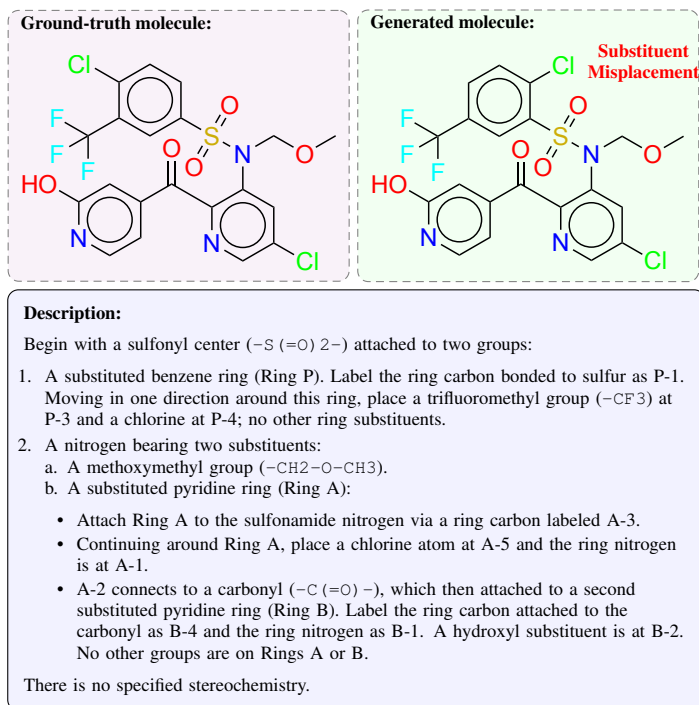 Ground-truth molecule:
Cl
F
F
F
O
S
O
N
O
O
HO
N
N
Cl
Generated molecule:
Substituent
Misplacement
Cl
F
F
F
O
S
O
N
O
O
HO
N
N
Cl
Description:
Begin with a sulfonyl center (-S(=O)2-) attached to two groups:
1. A substituted benzene ring (Ring P). Label the ring carbon bonded to sulfur as P-1.
Moving in one direction around this ring, place a trifluoromethyl group (-CF3) at
P-3 and a chlorine at P-4; no other ring substituents.
2. A nitrogen bearing two substituents:
a. A methoxymethyl group (-CH2-O-CH3).
b. A substituted pyridine ring (Ring A):
• Attach Ring A to the sulfonamide nitrogen via a ring carbon labeled A-3.
• Continuing around Ring A, place a chlorine atom at A-5 and the ring nitrogen
is at A-1.
• A-2 connects to a carbonyl (-C(=O)-), which then attached to a second
substituted pyridine ring (Ring B). Label the ring carbon attached to the
carbonyl as B-4 and the ring nitrogen as B-1. A hydroxyl substituent is at B-2.
No other groups are on Rings A or B.
There is no specified stereochemistry.